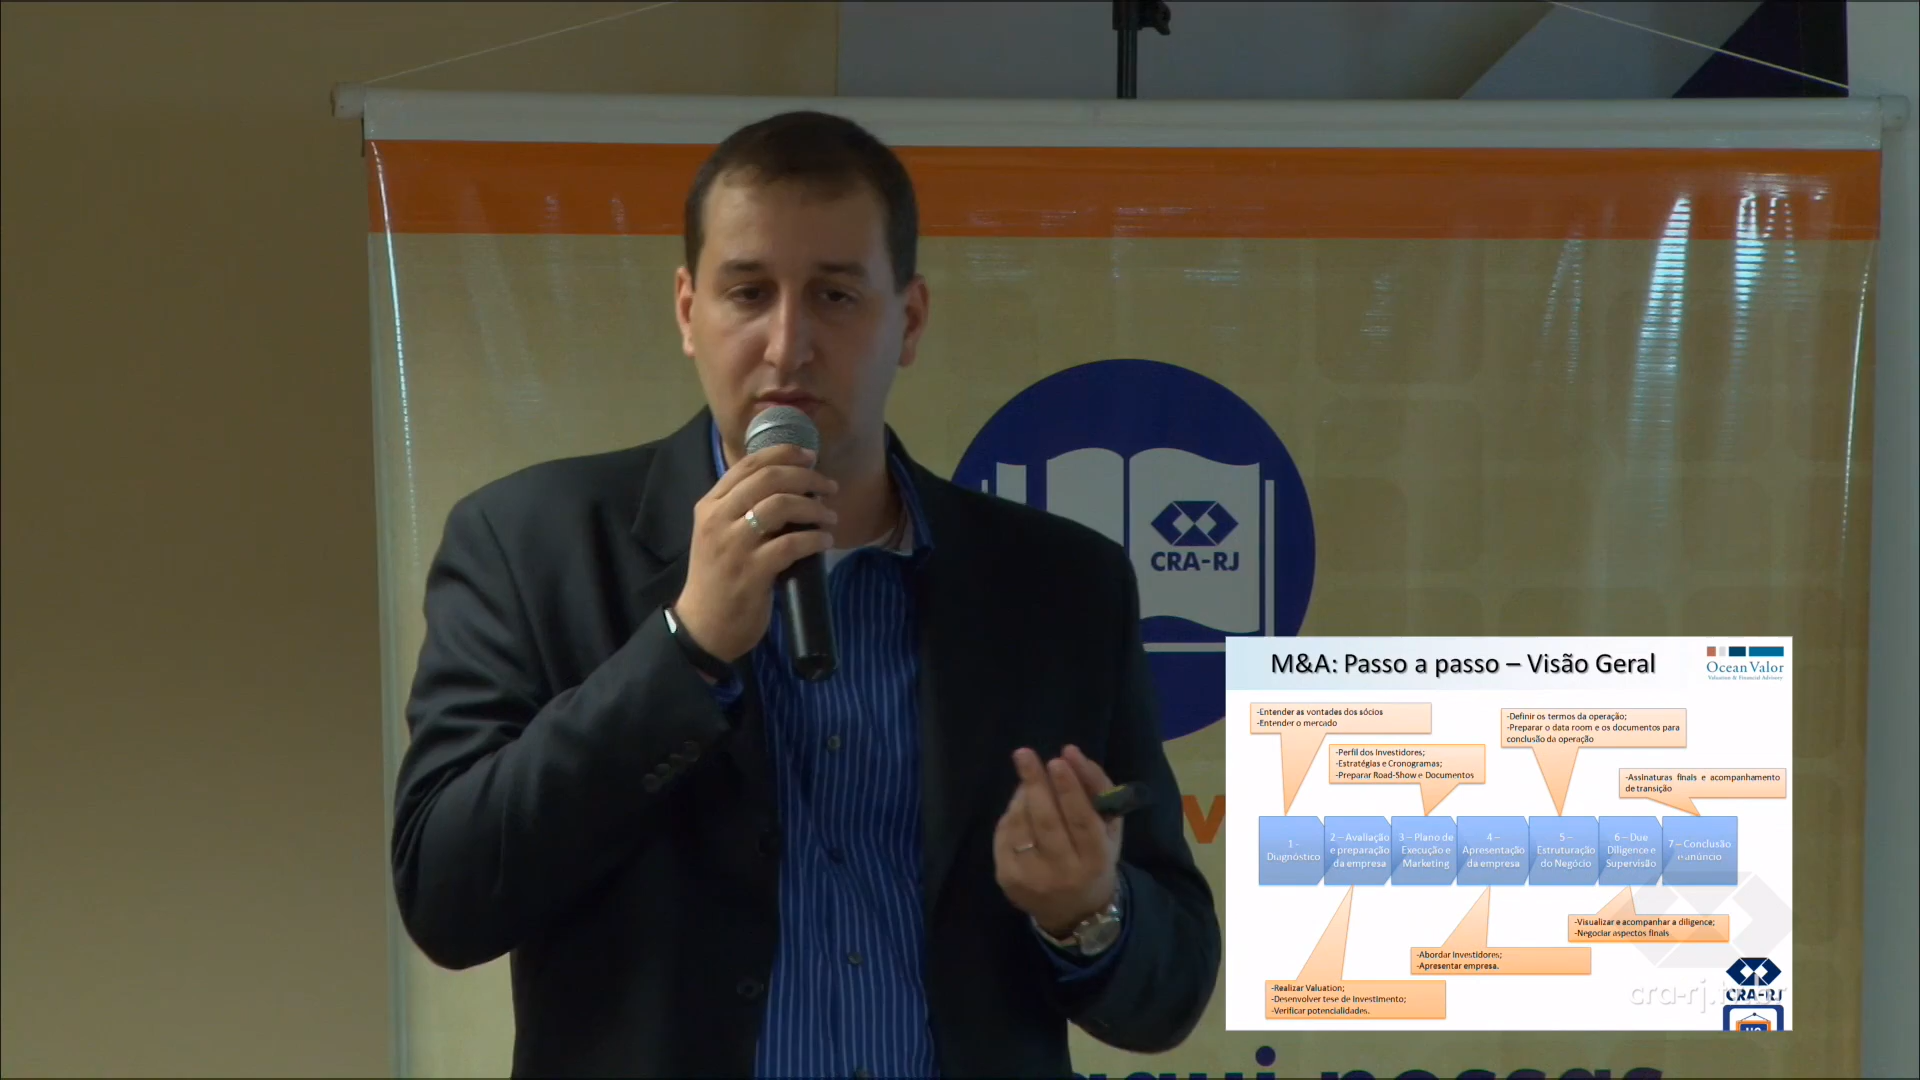 CRA-RJ
M&A: Passo a passo – Visão Geral
Ocean Valor
Valuation & Financial Advisory
-Entender as vontades dos sócios
-Entender o mercado
-Definir os termos da operação;
-Preparar o data room e os documentos para
conclusão da operação
-Perfil dos Investidores;
-Estratégias e Cronogramas;
-Preparar Road-Show e Documentos
-Assinaturas finais e acompanhamento
de transição
1 -
Diagnóstico
2 – Avaliação
e preparação
da empresa
3 – Plano de
Execução e
Marketing
4 –
Apresentação
da empresa
5 –
Estruturação
do Negócio
6 – Due
Diligence e
Supervisão
7 – Conclusão
e anúncio
-Visualizar e acompanhar a diligence;
-Negociar aspectos finais
-Abordar investidores;
-Apresentar empresa.
-Realizar Valuation;
-Desenvolver tese de investimento;
-Verificar potencialidades.
CRA-RJ